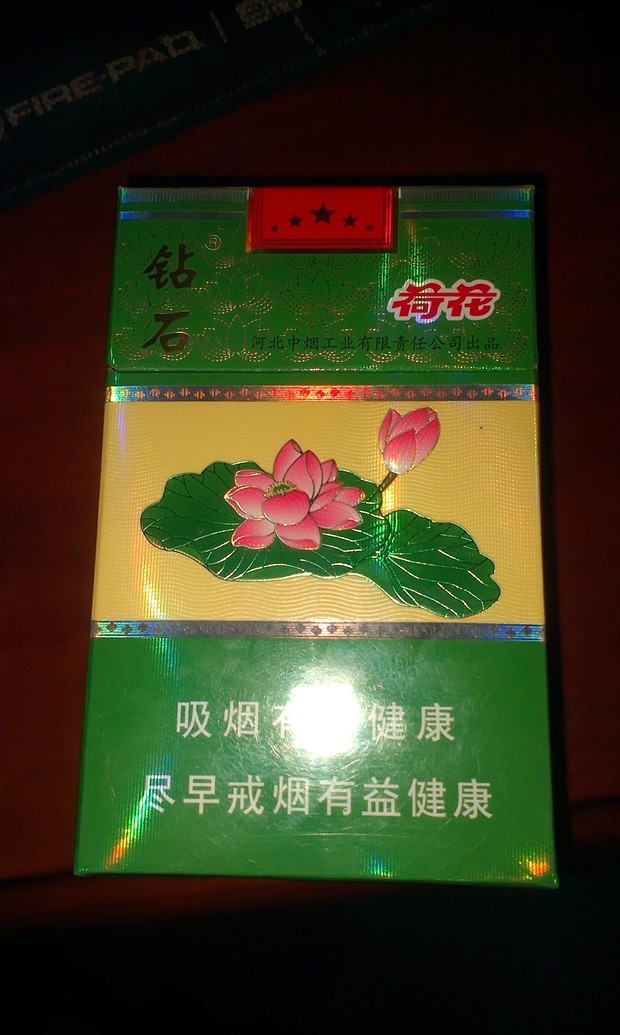 FIRE-PAQ
钻石®
荷花
河北中烟工业有限责任公司出品
吸烟有 健康
尽早戒烟有益健康